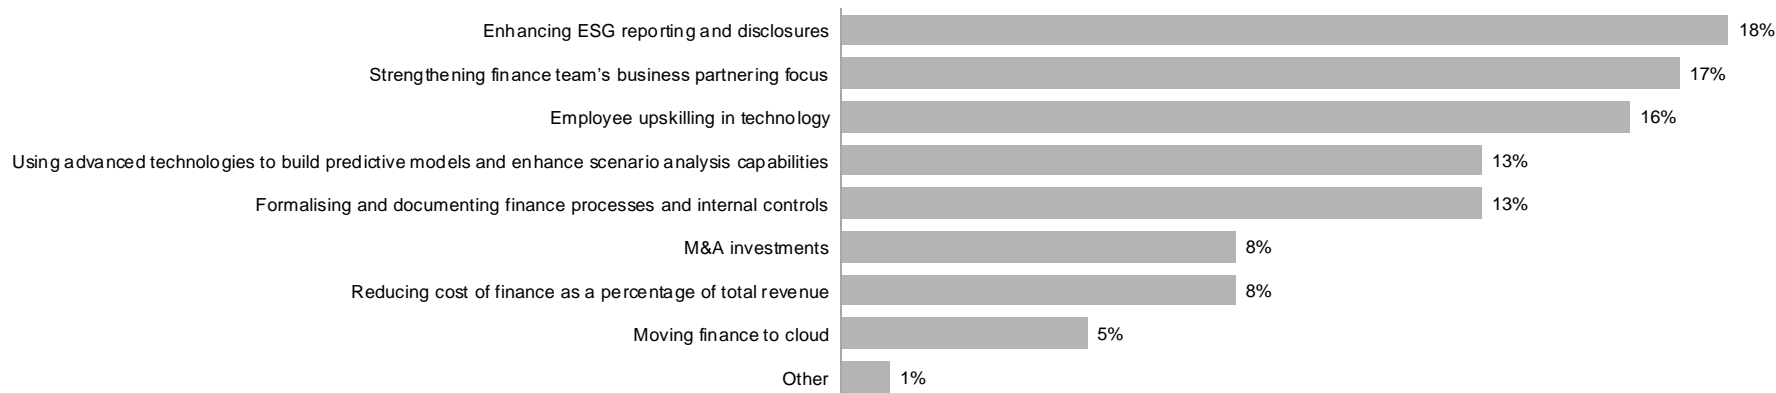 Enhancing ESG reporting and disclosures 18%
Strengthening finance team’s business partnering focus 17%
Employee upskilling in technology 16%
Using advanced technologies to build predictive models and enhance scenario analysis capabilities 13%
Formalising and documenting finance processes and internal controls 13%
M&A investments 8%
Reducing cost of finance as a percentage of total revenue 8%
Moving finance to cloud 5%
Other 1%